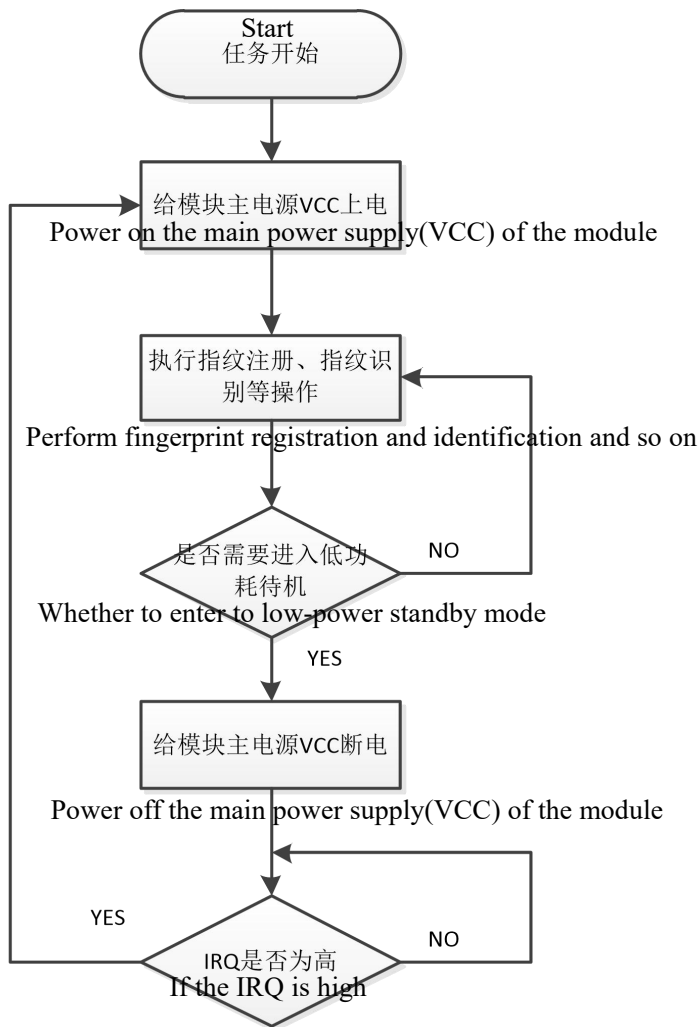 Start
任务开始
给模块主电源VCC上电
Power on the main power supply(VCC) of the module
执行指纹注册、指纹识
别等操作
Perform fingerprint registration and identification and so on
是否需要进入低功
耗待机
NO
Whether to enter to low-power standby mode
YES
给模块主电源VCC断电
Power off the main power supply(VCC) of the module
YES
NO
IRQ是否为高
If the IRQ is high